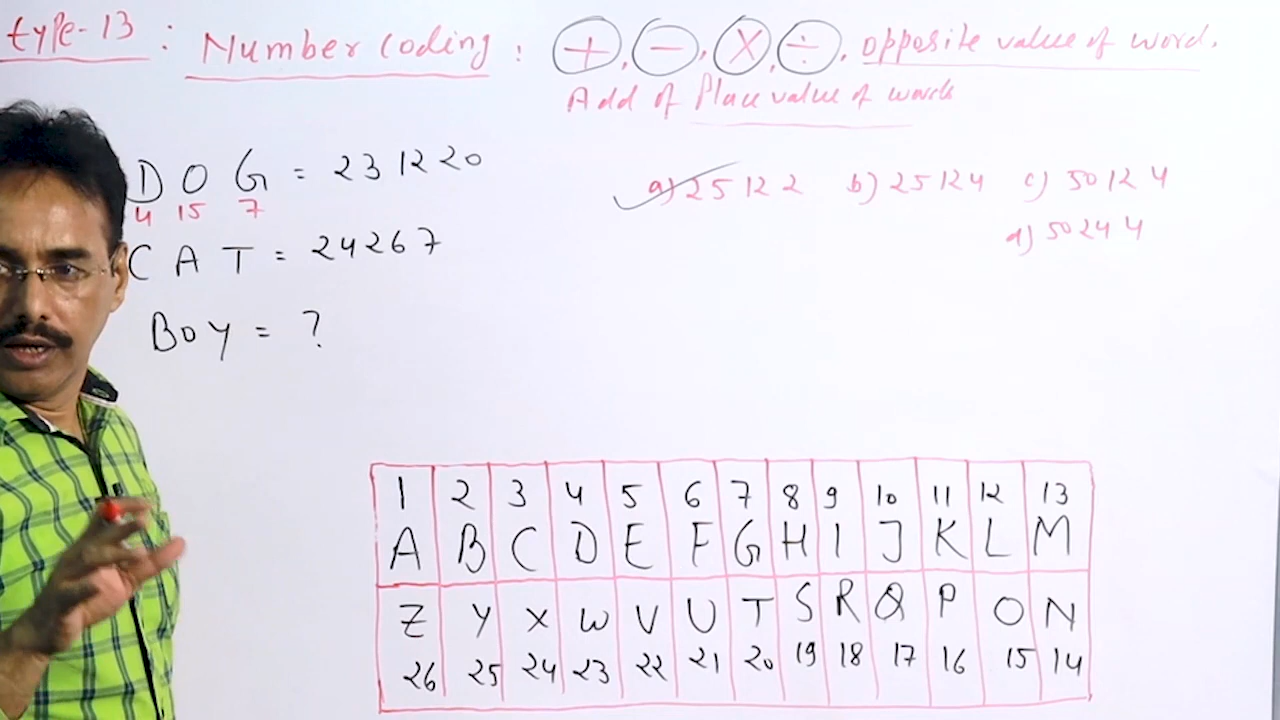 type-13 : Number coding : +, -, ×, ÷, opposite value of word.
Add of Place value of words
D O G = 23 12 20
4 15 7
C A T = 24 26 7
BOY = ?
a) 25 12 2 b) 25 12 4 c) 50 12 4
d) 50 24 4
1 2 3 4 5 6 7 8 9 10 11 12 13
A B C D E F G H I J K L M
Z Y X W V U T S R Q P O N
26 25 24 23 22 21 20 19 18 17 16 15 14